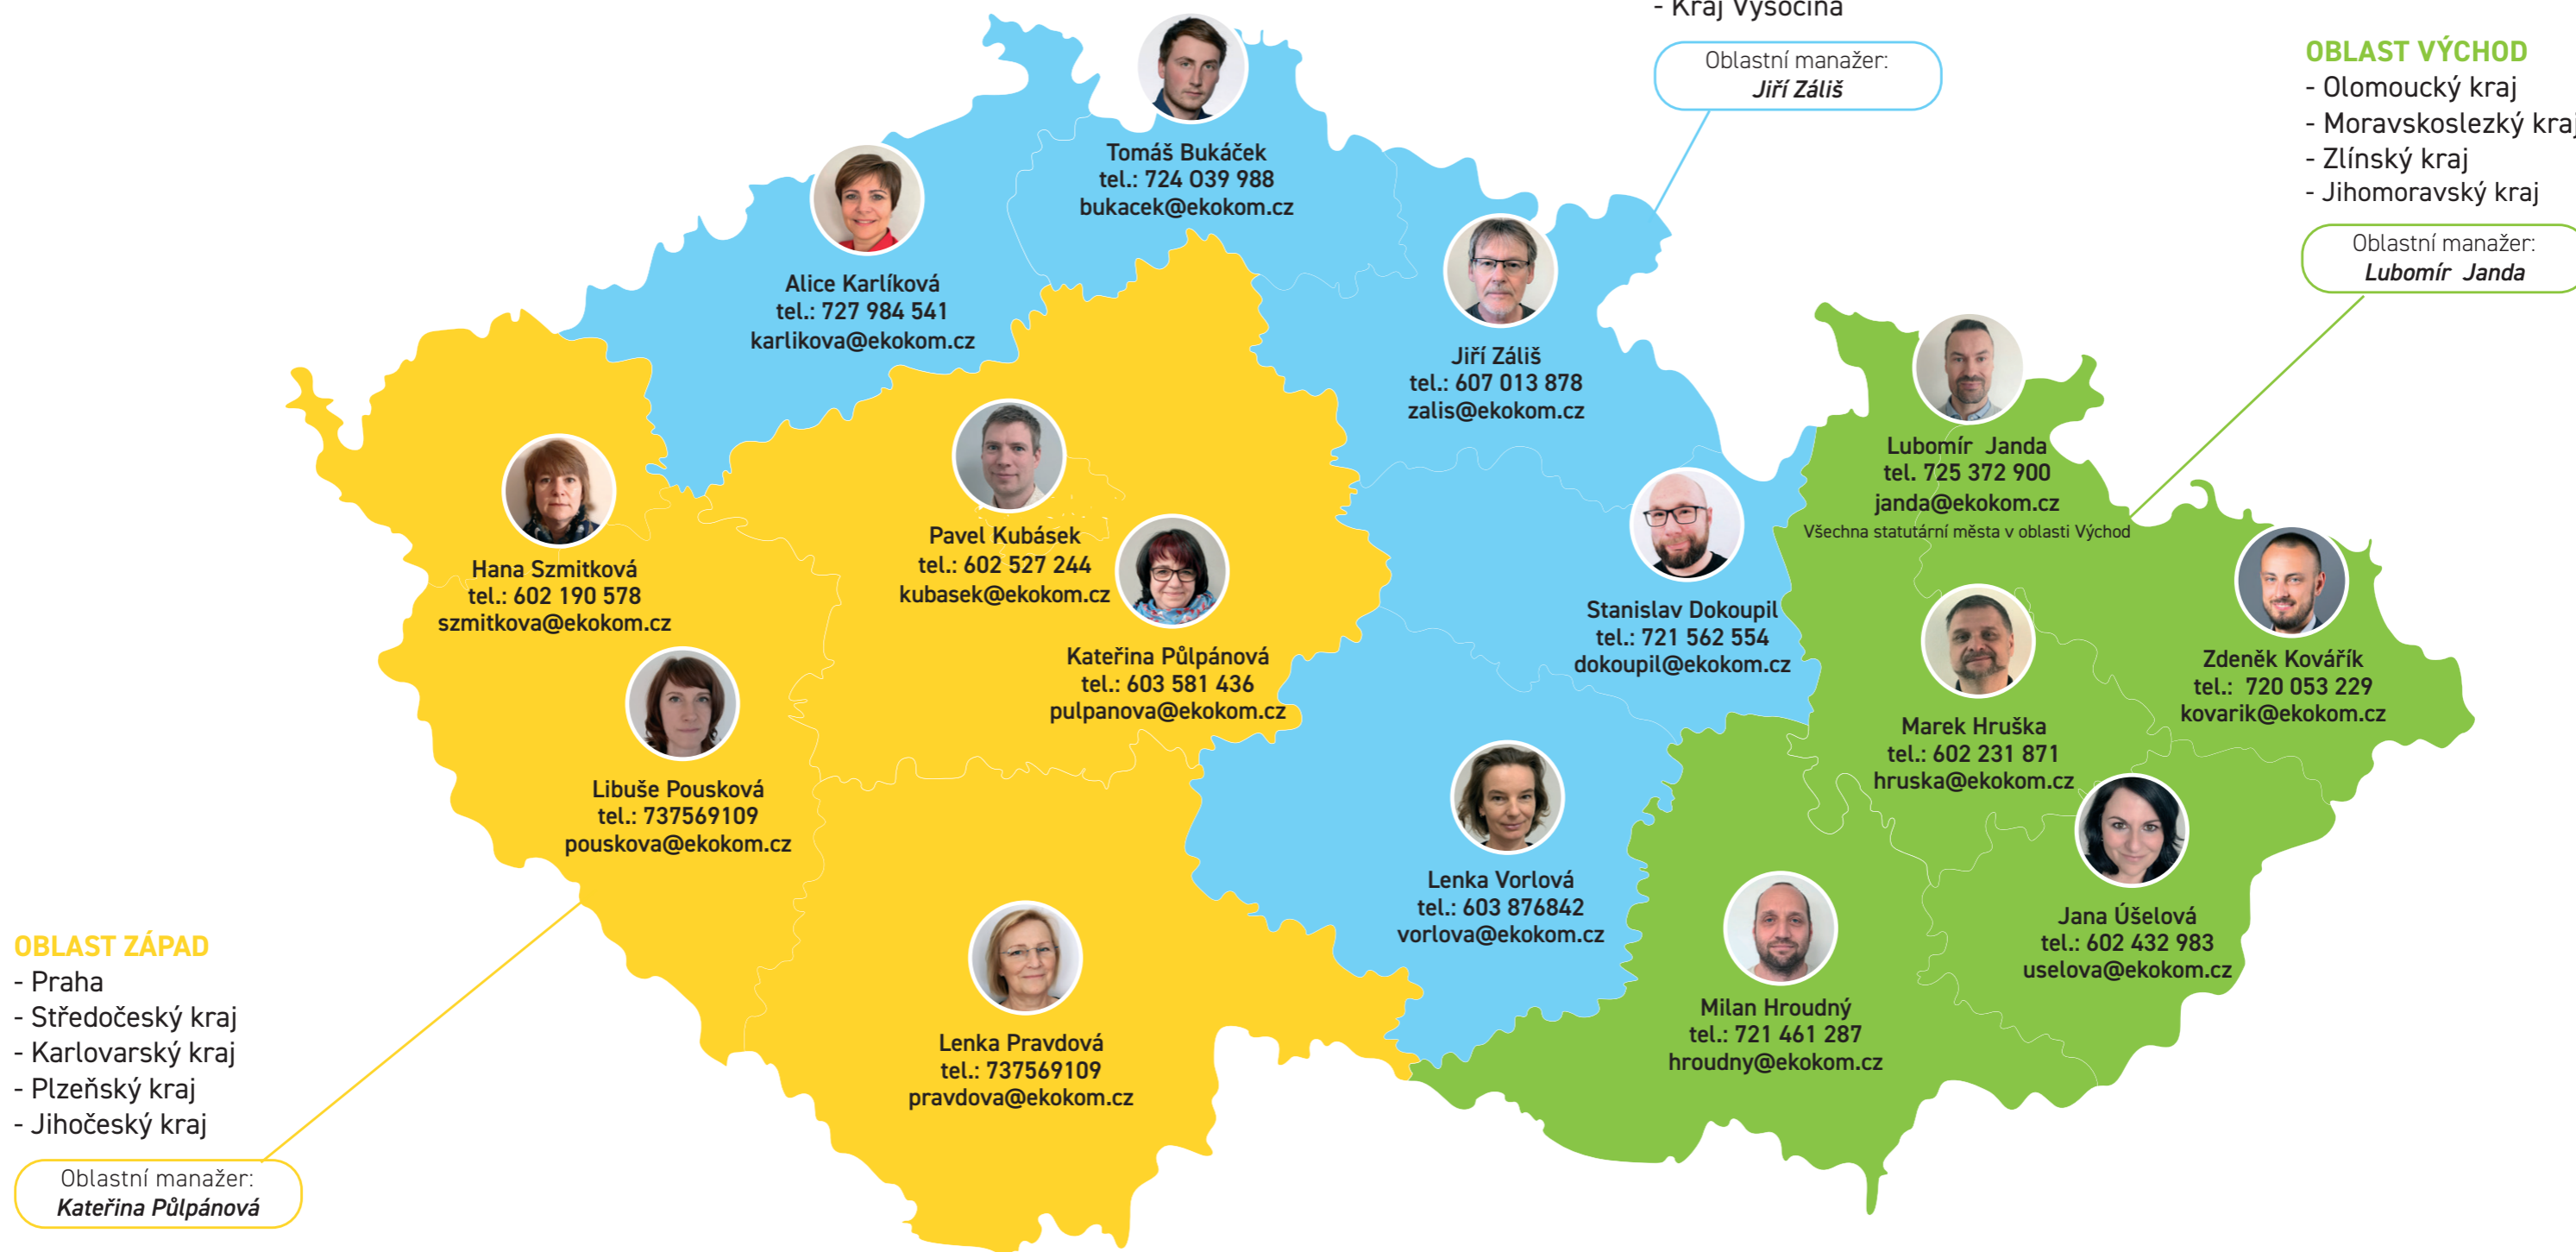 - Kraj Vysočina
Oblastní manažer:
Jiří Záliš
OBLAST VÝCHOD
- Olomoucký kraj
- Moravskoslezký kraj
- Zlínský kraj
- Jihomoravský kraj
Oblastní manažer:
Lubomír Janda
Tomáš Bukáček
tel.: 724 O39 988
bukacek@ekokom.cz
Alice Karlíková
tel.: 727 984 541
karlikova@ekokom.cz
Jiří Záliš
tel.: 607 013 878
zalis@ekokom.cz
Lubomír Janda
tel. 725 372 900
janda@ekokom.cz
Všechna statutární města v oblasti Východ
Hana Szmitková
tel.: 602 190 578
szmitkova@ekokom.cz
Pavel Kubásek
tel.: 602 527 244
kubasek@ekokom.cz
Kateřina Půlpánová
tel.: 603 581 436
pulpanova@ekokom.cz
Stanislav Dokoupil
tel.: 721 562 554
dokoupil@ekokom.cz
Zdeněk Kovářík
tel.: 720 053 229
kovarik@ekokom.cz
Marek Hruška
tel.: 602 231 871
hruska@ekokom.cz
Libuše Pousková
tel.: 737569109
pouskova@ekokom.cz
Lenka Vorlová
tel.: 603 876842
vorlova@ekokom.cz
Jana Úšelová
tel.: 602 432 983
uselova@ekokom.cz
Milan Hroudný
tel.: 721 461 287
hroudny@ekokom.cz
Lenka Pravdová
tel.: 737569109
pravdova@ekokom.cz
OBLAST ZÁPAD
- Praha
- Středočeský kraj
- Karlovarský kraj
- Plzeňský kraj
- Jihočeský kraj
Oblastní manažer:
Kateřina Půlpánová